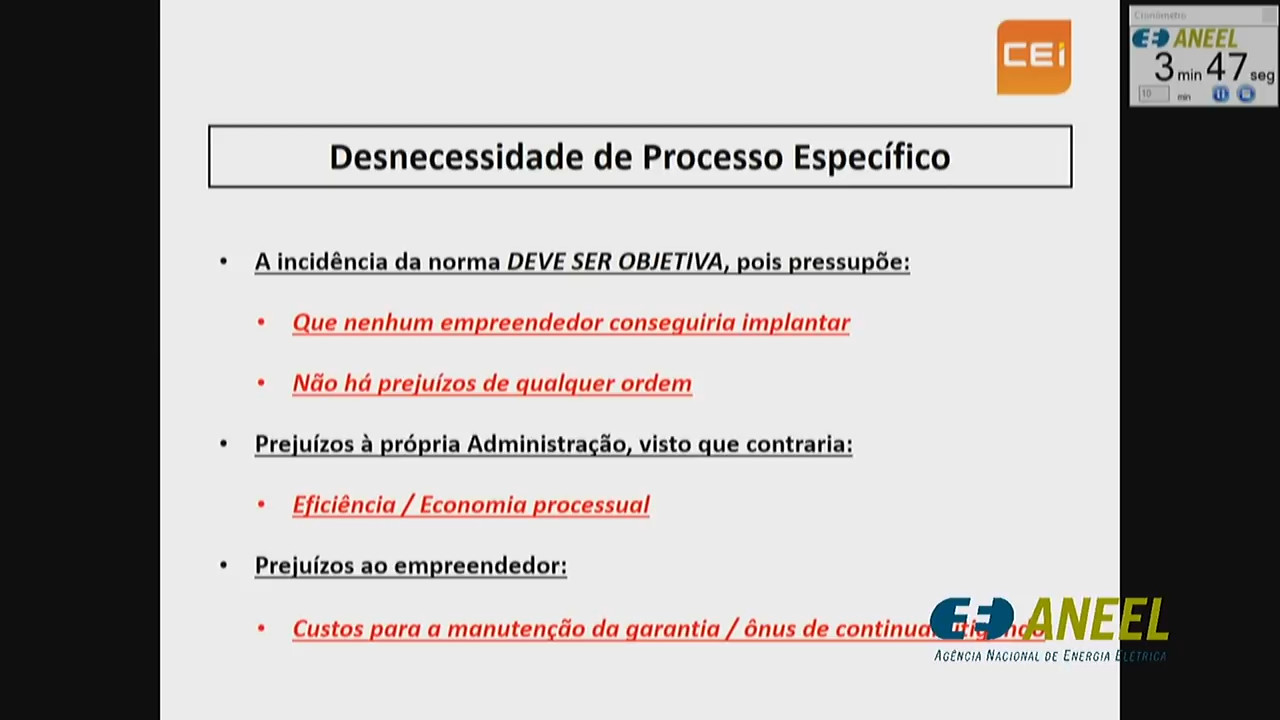 CEi
Cronômetro
ANEEL
3 min 47 seg
10 min
Desnecessidade de Processo Específico
• A incidência da norma DEVE SER OBJETIVA, pois pressupõe:
• Que nenhum empreendedor conseguiria implantar
• Não há prejuízos de qualquer ordem
• Prejuízos à própria Administração, visto que contraria:
• Eficiência / Economia processual
• Prejuízos ao empreendedor:
• Custos para a manutenção da garantia / ônus de continuar
ANEEL
AGÊNCIA NACIONAL DE ENERGIA ELÉTRICA